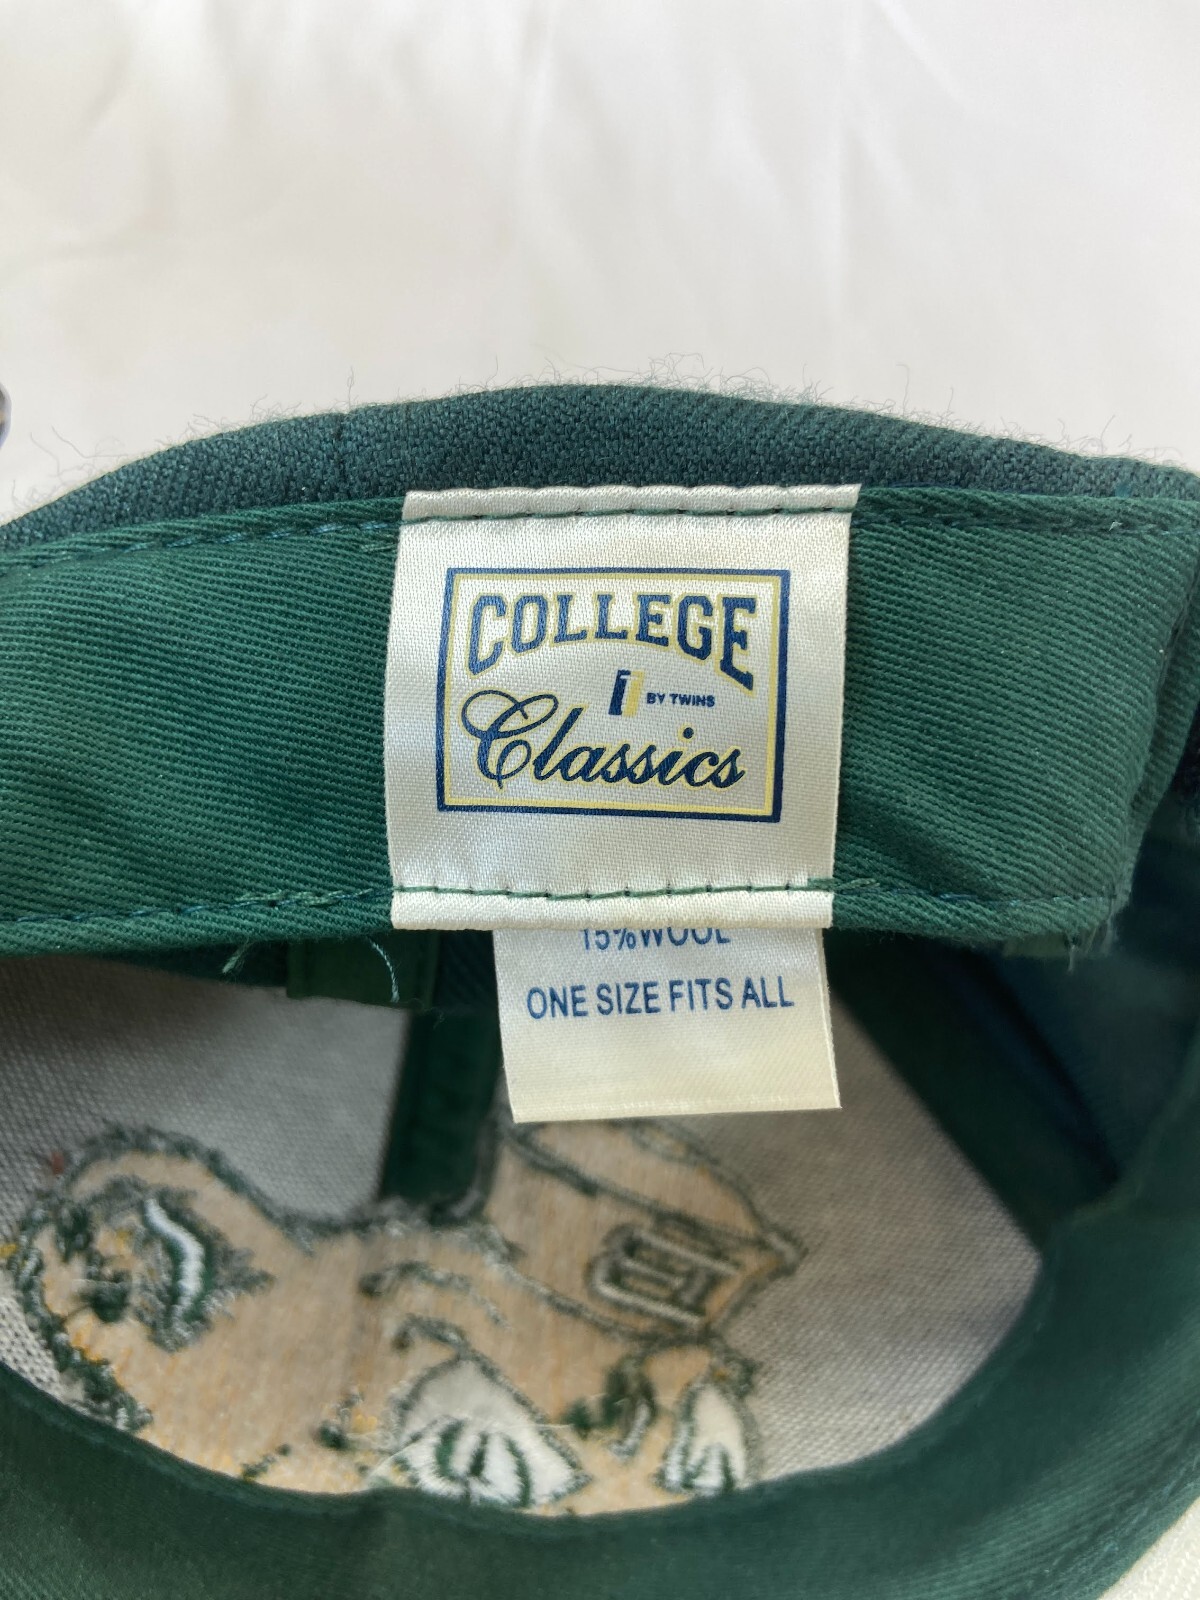 COLLEGE
BY TWINS
Classics
15%WOOL
ONE SIZE FITS ALL